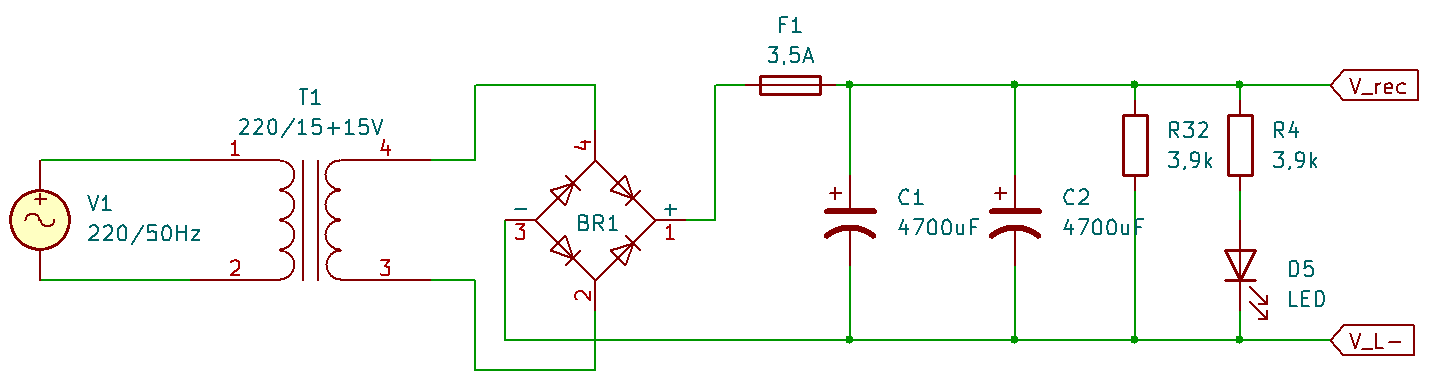 V1
220/50Hz
T1
220/15+15V
1
2
4
3
4
-
3
BR1
+
1
2
F1
3,5A
+
C1
4700uF
+
C2
4700uF
R32
3,9k
R4
3,9k
D5
LED
V_rec
V_L-